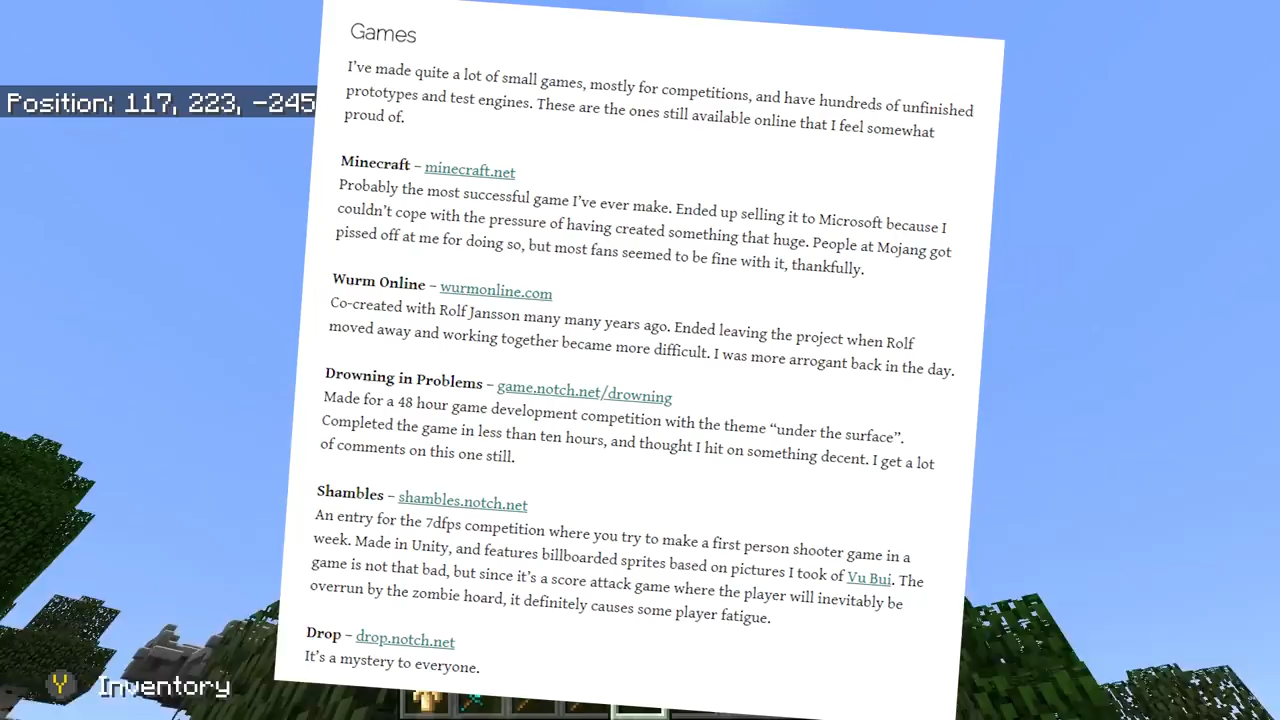 Games
I've made quite a lot of small games, mostly for competitions, and have hundreds of unfinished
prototypes and test engines. These are the ones still available online that I feel somewhat
proud of.
Minecraft – minecraft.net
Probably the most successful game I've ever make. Ended up selling it to Microsoft because I
couldn't cope with the pressure of having created something that huge. People at Mojang got
pissed off at me for doing so, but most fans seemed to be fine with it, thankfully.
Wurm Online – wurmonline.com
Co-created with Rolf Jansson many many years ago. Ended leaving the project when Rolf
moved away and working together became more difficult. I was more arrogant back in the day.
Drowning in Problems – game.notch.net/drowning
Made for a 48 hour game development competition with the theme “under the surface”.
Completed the game in less than ten hours, and thought I hit on something decent. I get a lot
of comments on this one still.
Shambles – shambles.notch.net
An entry for the 7dfps competition where you try to make a first person shooter game in a
week. Made in Unity, and features billboarded sprites based on pictures I took of Vu Bui. The
game is not that bad, but since it's a score attack game where the player will inevitably be
overrun by the zombie hoard, it definitely causes some player fatigue.
Drop – drop.notch.net
It's a mystery to everyone.
Position: 117, 223, -245
Y Inventory